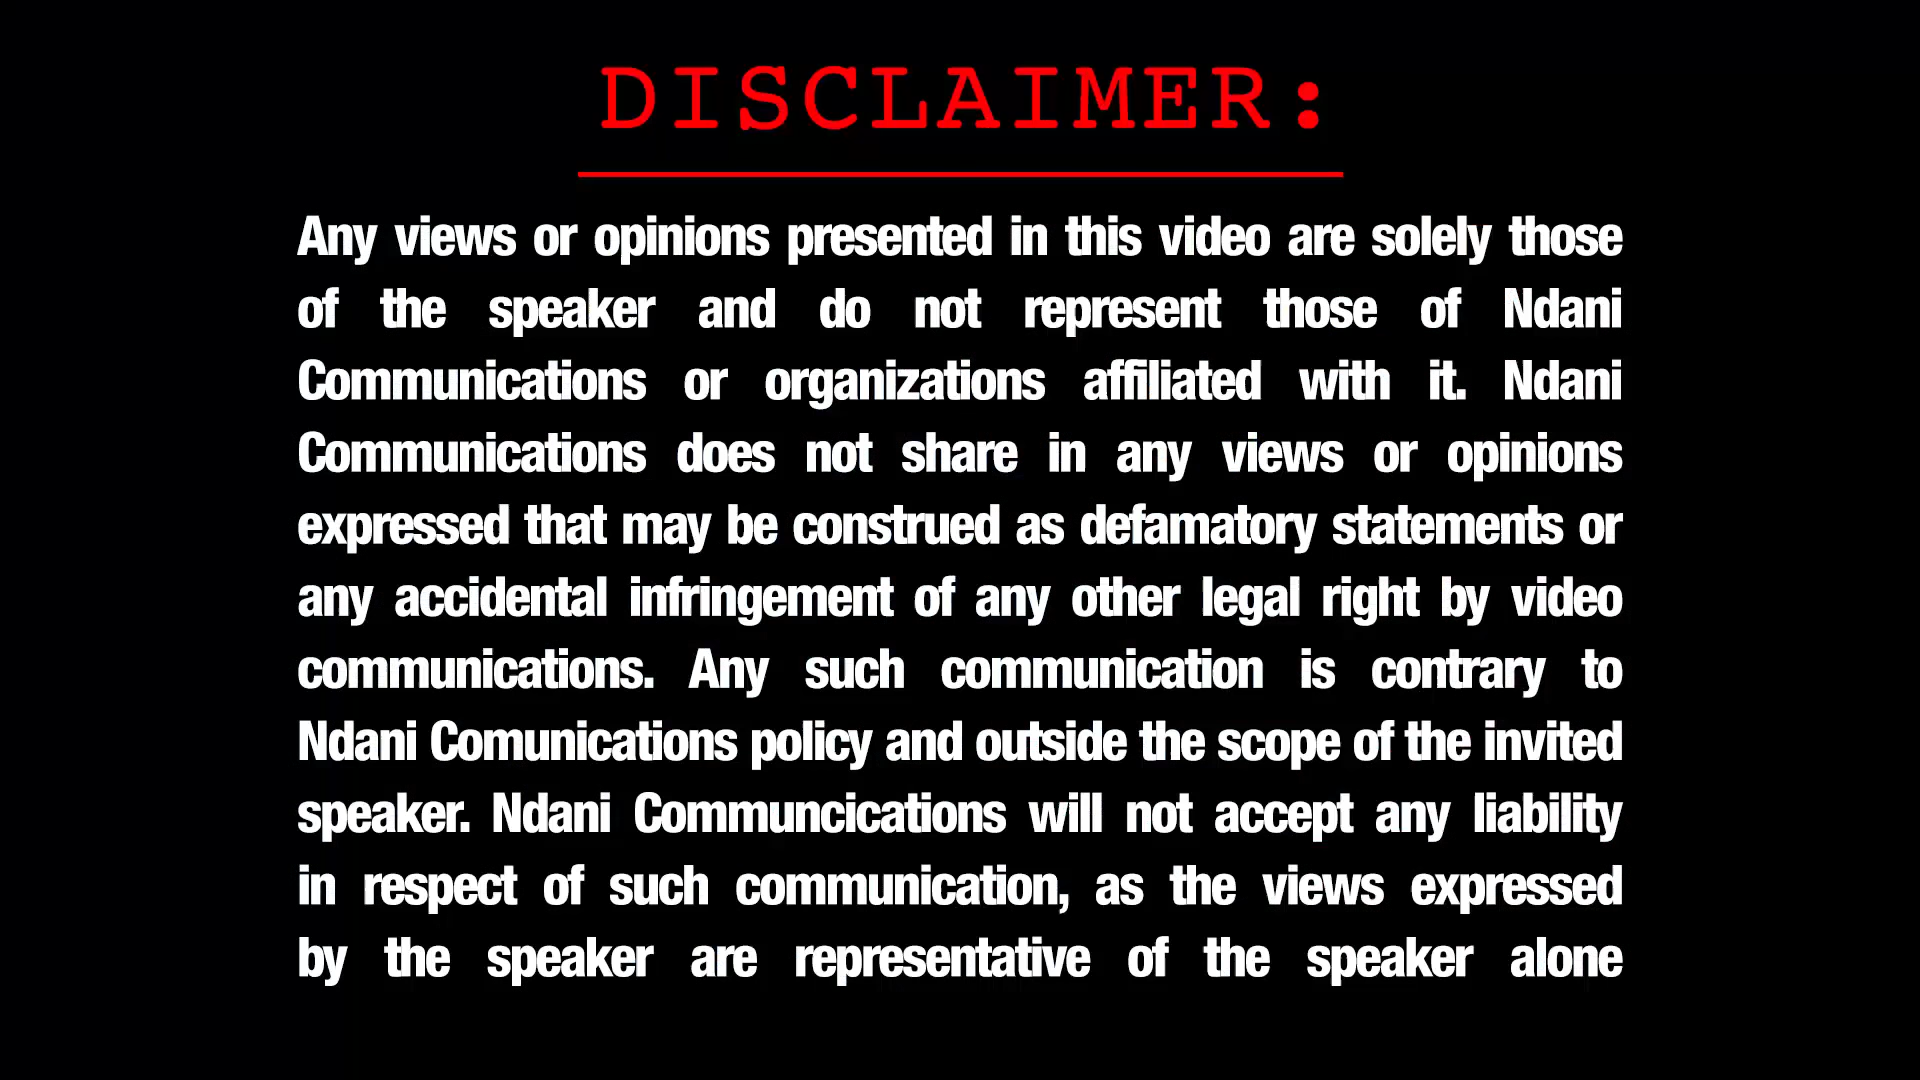 DISCLAIMER:
Any views or opinions presented in this video are solely those
of the speaker and do not represent those of Ndani
Communications or organizations affiliated with it. Ndani
Communications does not share in any views or opinions
expressed that may be construed as defamatory statements or
any accidental infringement of any other legal right by video
communications. Any such communication is contrary to
Ndani Comunications policy and outside the scope of the invited
speaker. Ndani Communcications will not accept any liability
in respect of such communication, as the views expressed
by the speaker are representative of the speaker alone